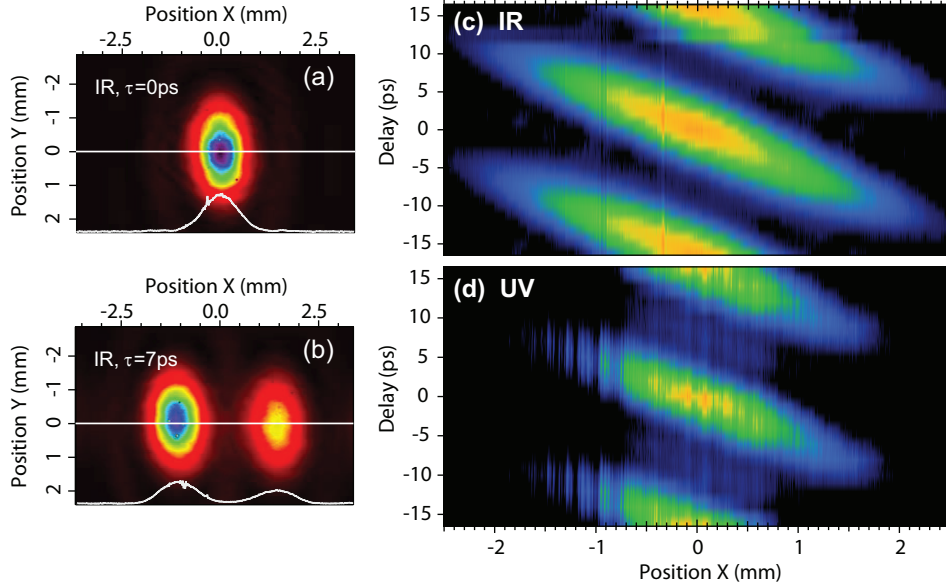 Position X (mm)
-2.5 0.0 2.5
Position Y (mm)
-2
-1
0
1
2
IR, τ=0ps
(a)
Position X (mm)
-2.5 0.0 2.5
Position Y (mm)
-2
-1
0
1
2
IR, τ=7ps
(b)
(c) IR
Delay (ps)
15
10
5
0
-5
-10
-15
(d) UV
Delay (ps)
15
10
5
0
-5
-10
-15
-2 -1 0 1 2
Position X (mm)